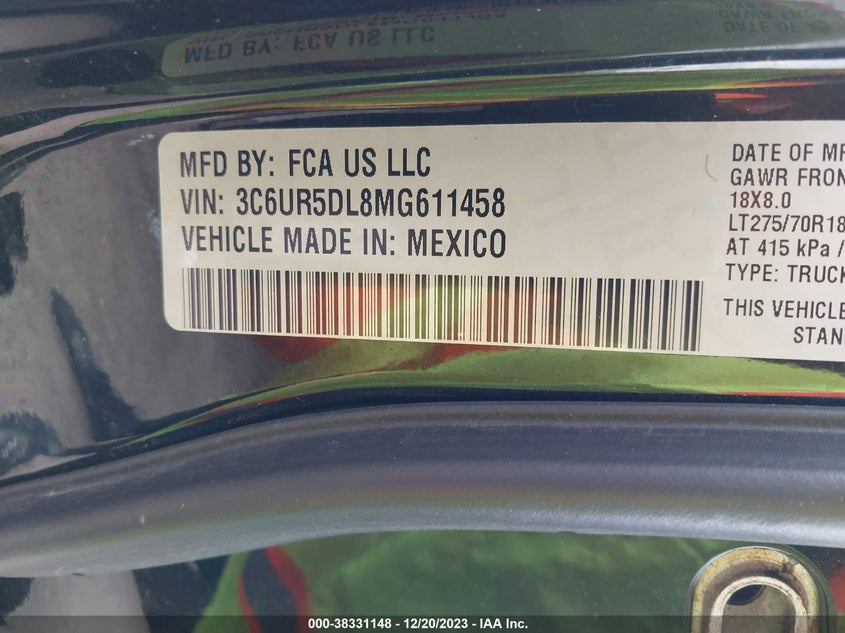 MFD BY: FCA US LLC
MFD BY: FCA US LLC
VIN: 3C6UR5DL8MG611458
VEHICLE MADE IN: MEXICO
DATE OF MF
GAWR FRON
18X8.0
LT275/70R18
AT 415 kPa /
TYPE: TRUCK
THIS VEHICLE
STAN
000-38331148 - 12/20/2023 - IAA Inc.